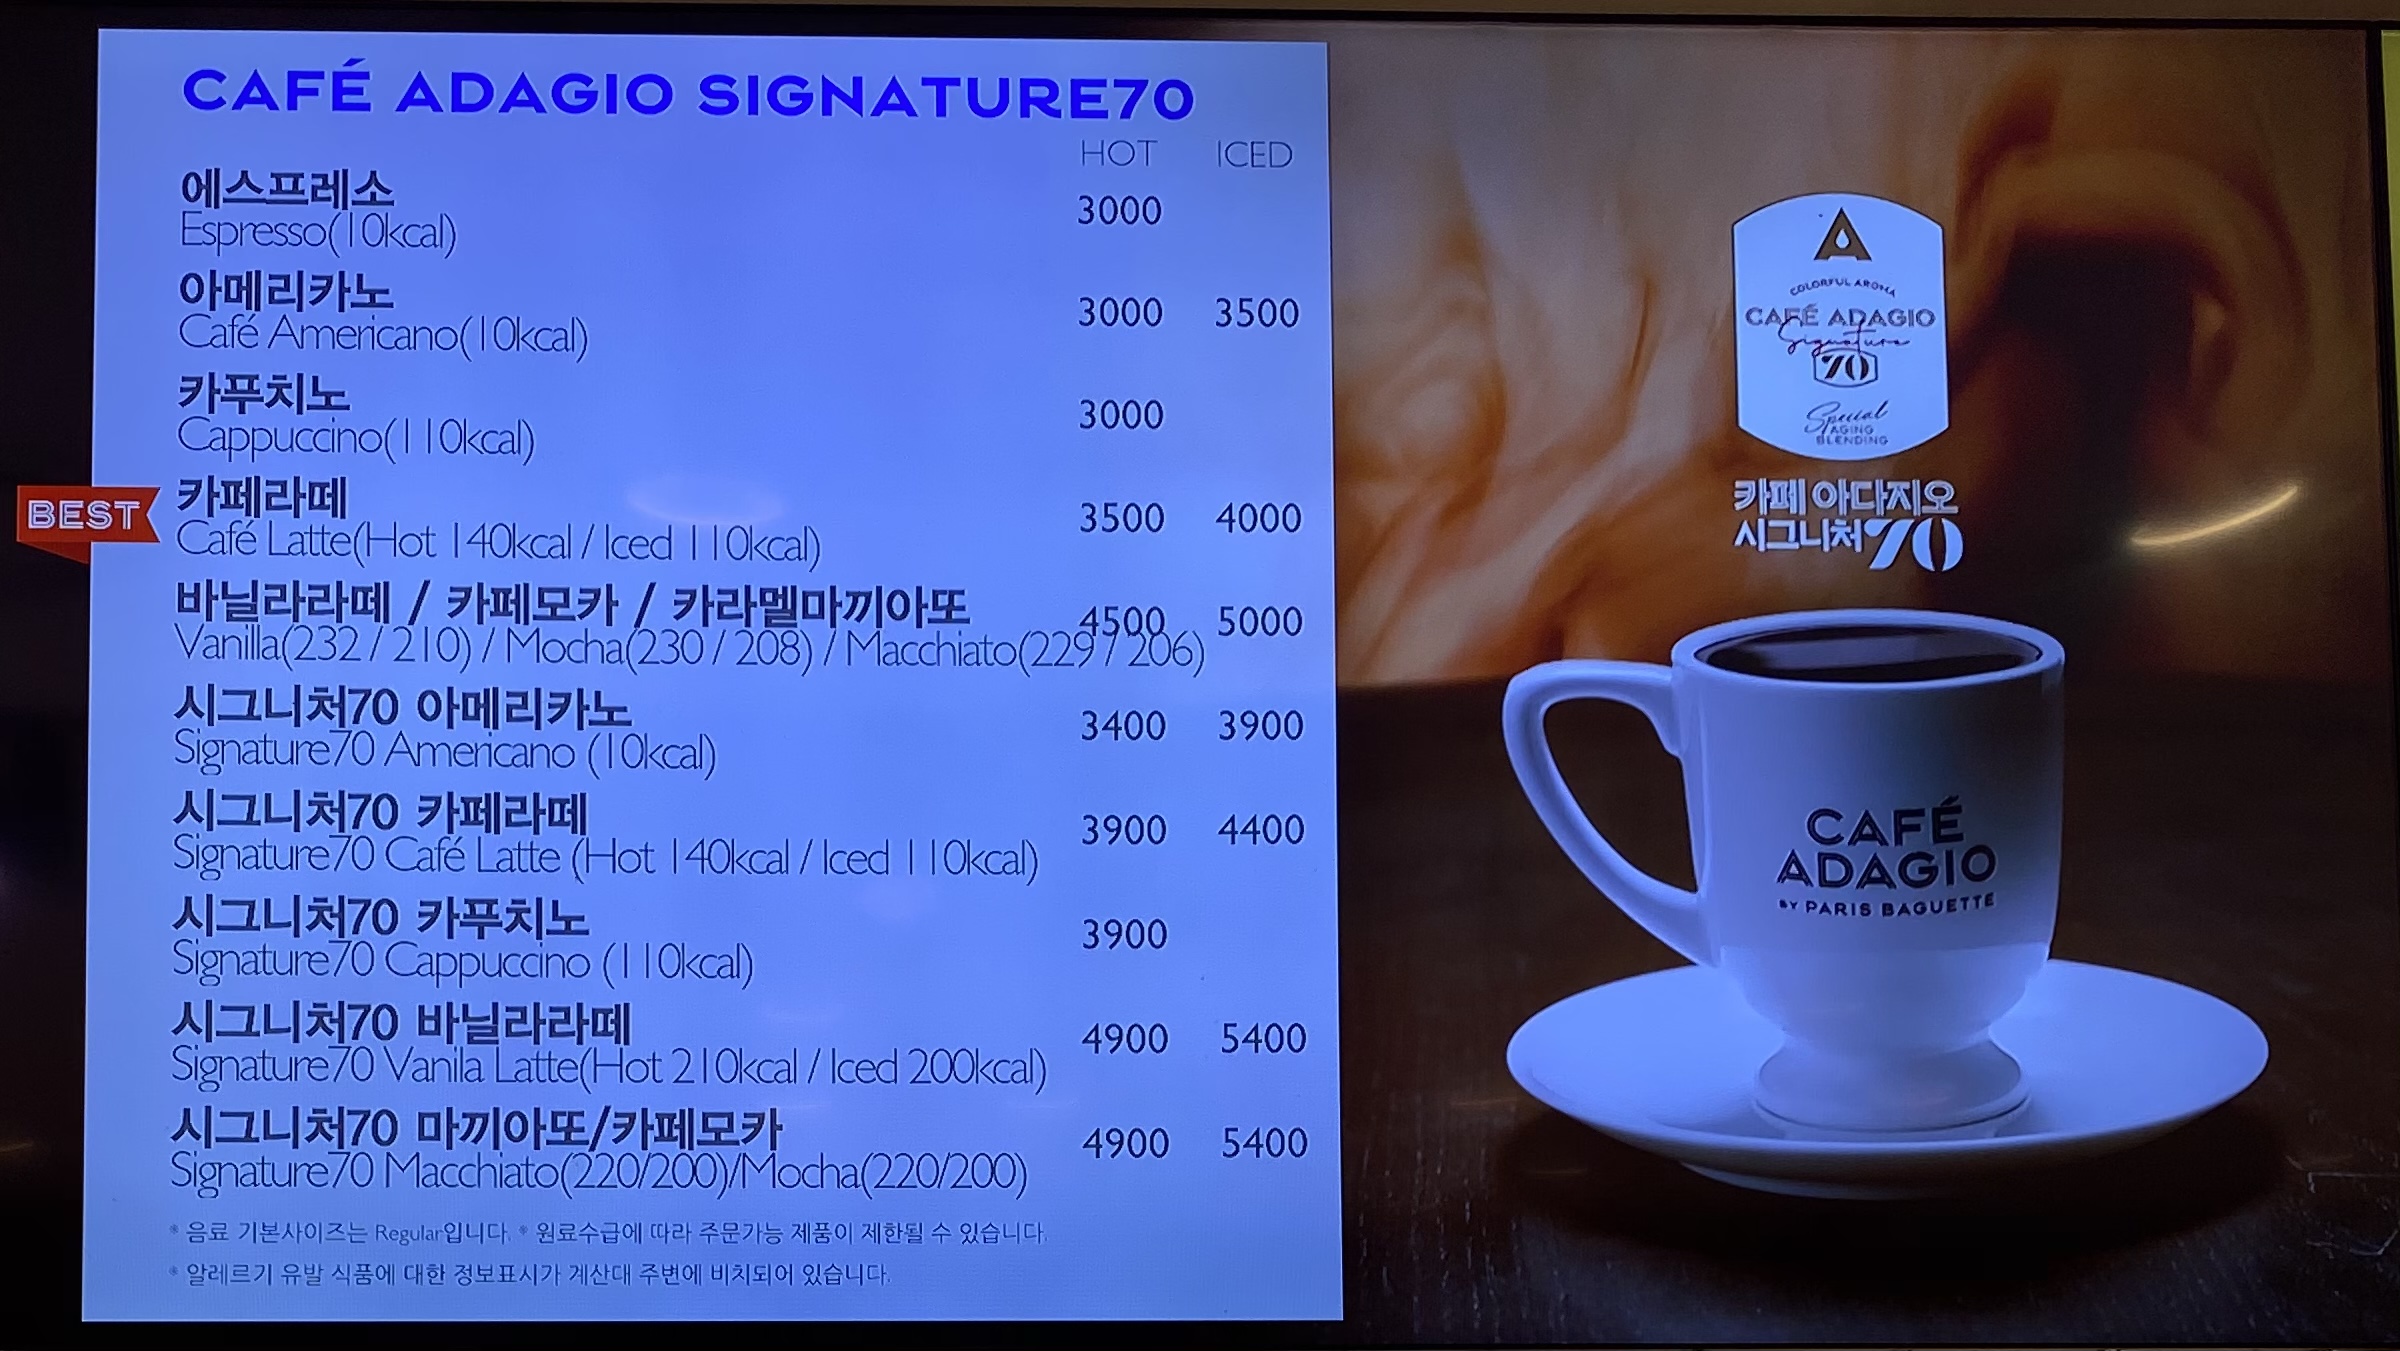 CAFÉ ADAGIO SIGNATURE70
HOT ICED
에스프레소
Espresso(10kcal) 3000
아메리카노
Café Americano(10kcal) 3000 3500
카푸치노
Cappuccino(110kcal) 3000
BEST
카페라떼
Café Latte(Hot 140kcal / Iced 110kcal) 3500 4000
바닐라라떼 / 카페모카 / 카라멜마끼아또 4500 5000
Vanilla(232 / 210) / Mocha(230 / 208) / Macchiato(229 / 206)
시그니처70 아메리카노
Signature70 Americano (10kcal) 3400 3900
시그니처70 카페라떼
Signature70 Café Latte (Hot 140kcal / Iced 110kcal) 3900 4400
시그니처70 카푸치노
Signature70 Cappuccino (110kcal) 3900
시그니처70 바닐라라떼
Signature70 Vanila Latte(Hot 210kcal / Iced 200kcal) 4900 5400
시그니처70 마끼아또/카페모카
Signature70 Macchiato(220/200)/Mocha(220/200) 4900 5400
* 음료 기본사이즈는 Regular입니다. * 원료수급에 따라 주문가능 제품이 제한될 수 있습니다.
* 알레르기 유발 식품에 대한 정보표시가 계산대 주변에 비치되어 있습니다.
A
COLORFUL AROMA
CAFÉ ADAGIO
Signature
70
Special
AGING
BLENDING
카페 아다지오
시그니처70
CAFÉ
ADAGIO
BY PARIS BAGUETTE